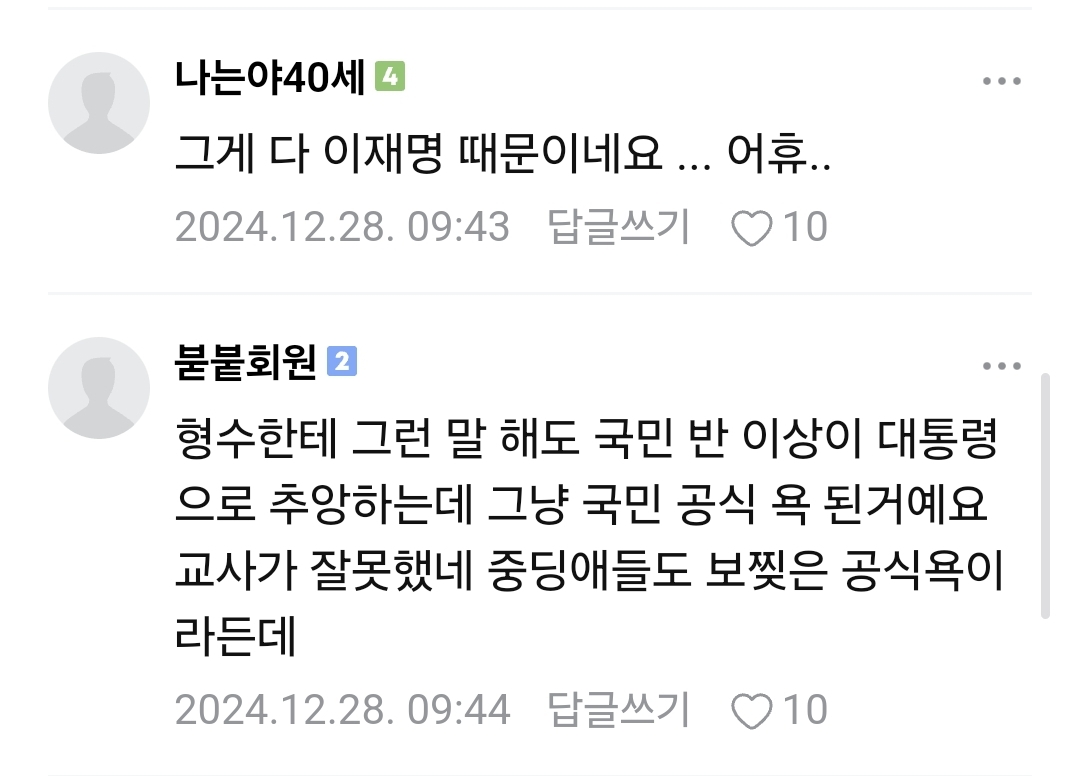 나는야40세 4
그게 다 이재명 때문이네요 ... 어휴..
2024.12.28. 09:43 답글쓰기 10
붇붙회원 2
형수한테 그런 말 해도 국민 반 이상이 대통령
으로 추앙하는데 그냥 국민 공식 욕 된거예요
교사가 잘못했네 중딩애들도 보찢은 공식욕이
라든데
2024.12.28. 09:44 답글쓰기 10